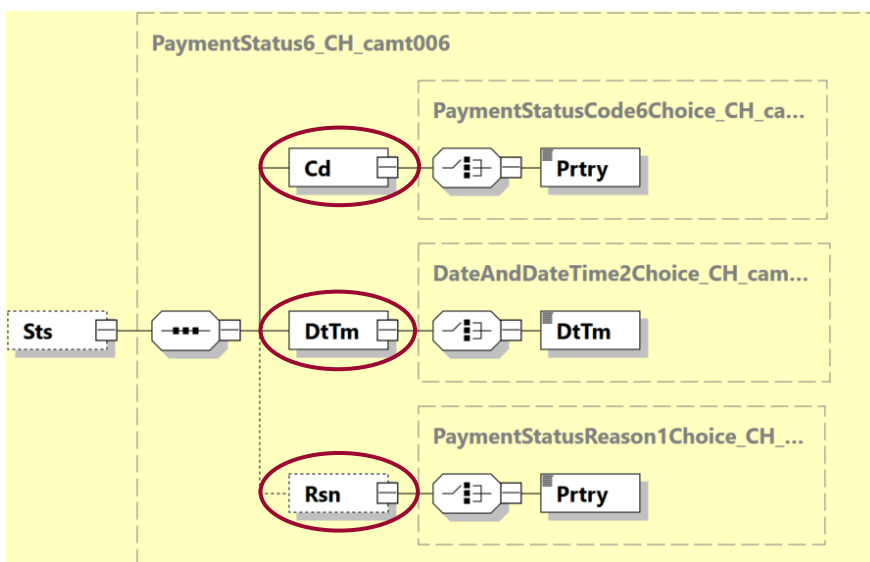 PaymentStatus6_CH_camt006
PaymentStatusCode6Choice_CH_ca...
Cd
Prtry
DateAndDateTime2Choice_CH_cam...
Sts
DtTm
DtTm
PaymentStatusReason1Choice_CH_...
Rsn
Prtry